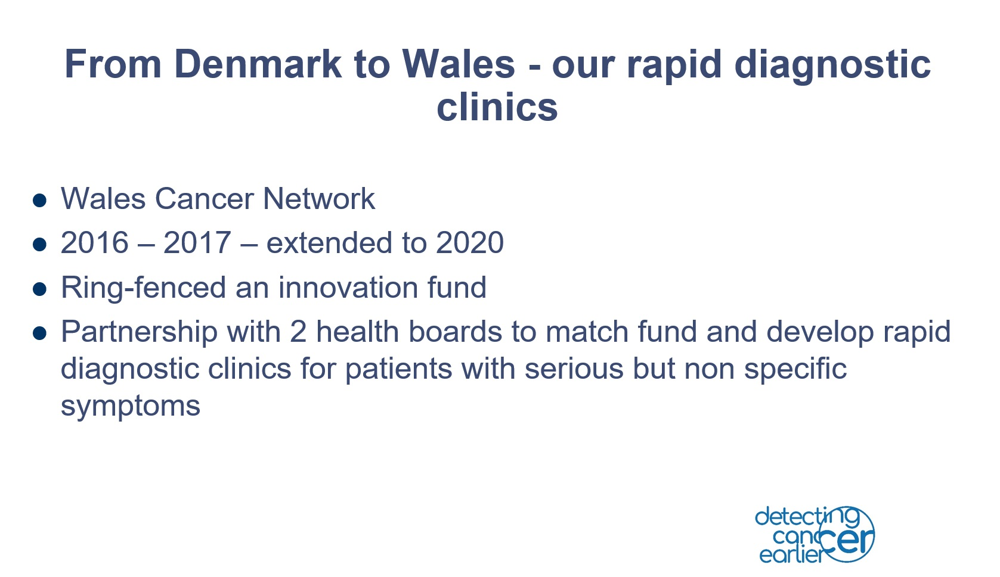 From Denmark to Wales - our rapid diagnostic
clinics
● Wales Cancer Network
● 2016 – 2017 – extended to 2020
● Ring-fenced an innovation fund
● Partnership with 2 health boards to match fund and develop rapid
diagnostic clinics for patients with serious but non specific
symptoms
detecting
cancer
earlier